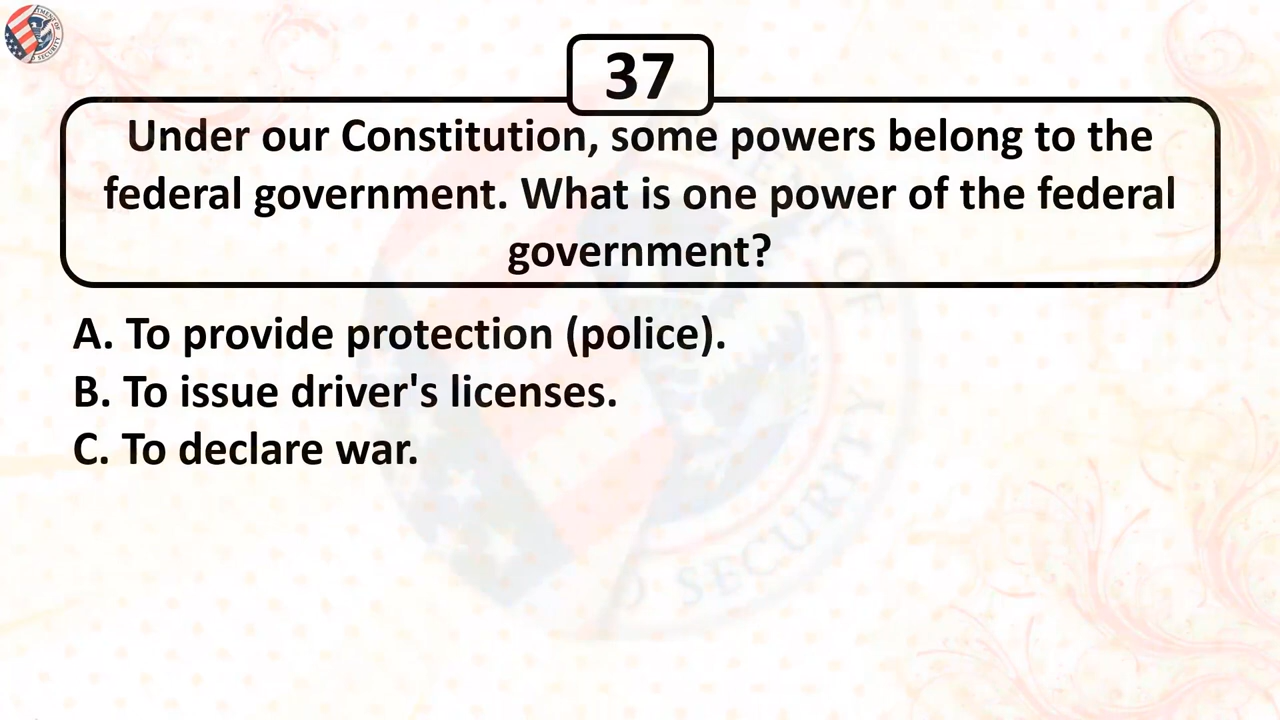 37
Under our Constitution, some powers belong to the
federal government. What is one power of the federal
government?
A. To provide protection (police).
B. To issue driver's licenses.
C. To declare war.
SECURITY